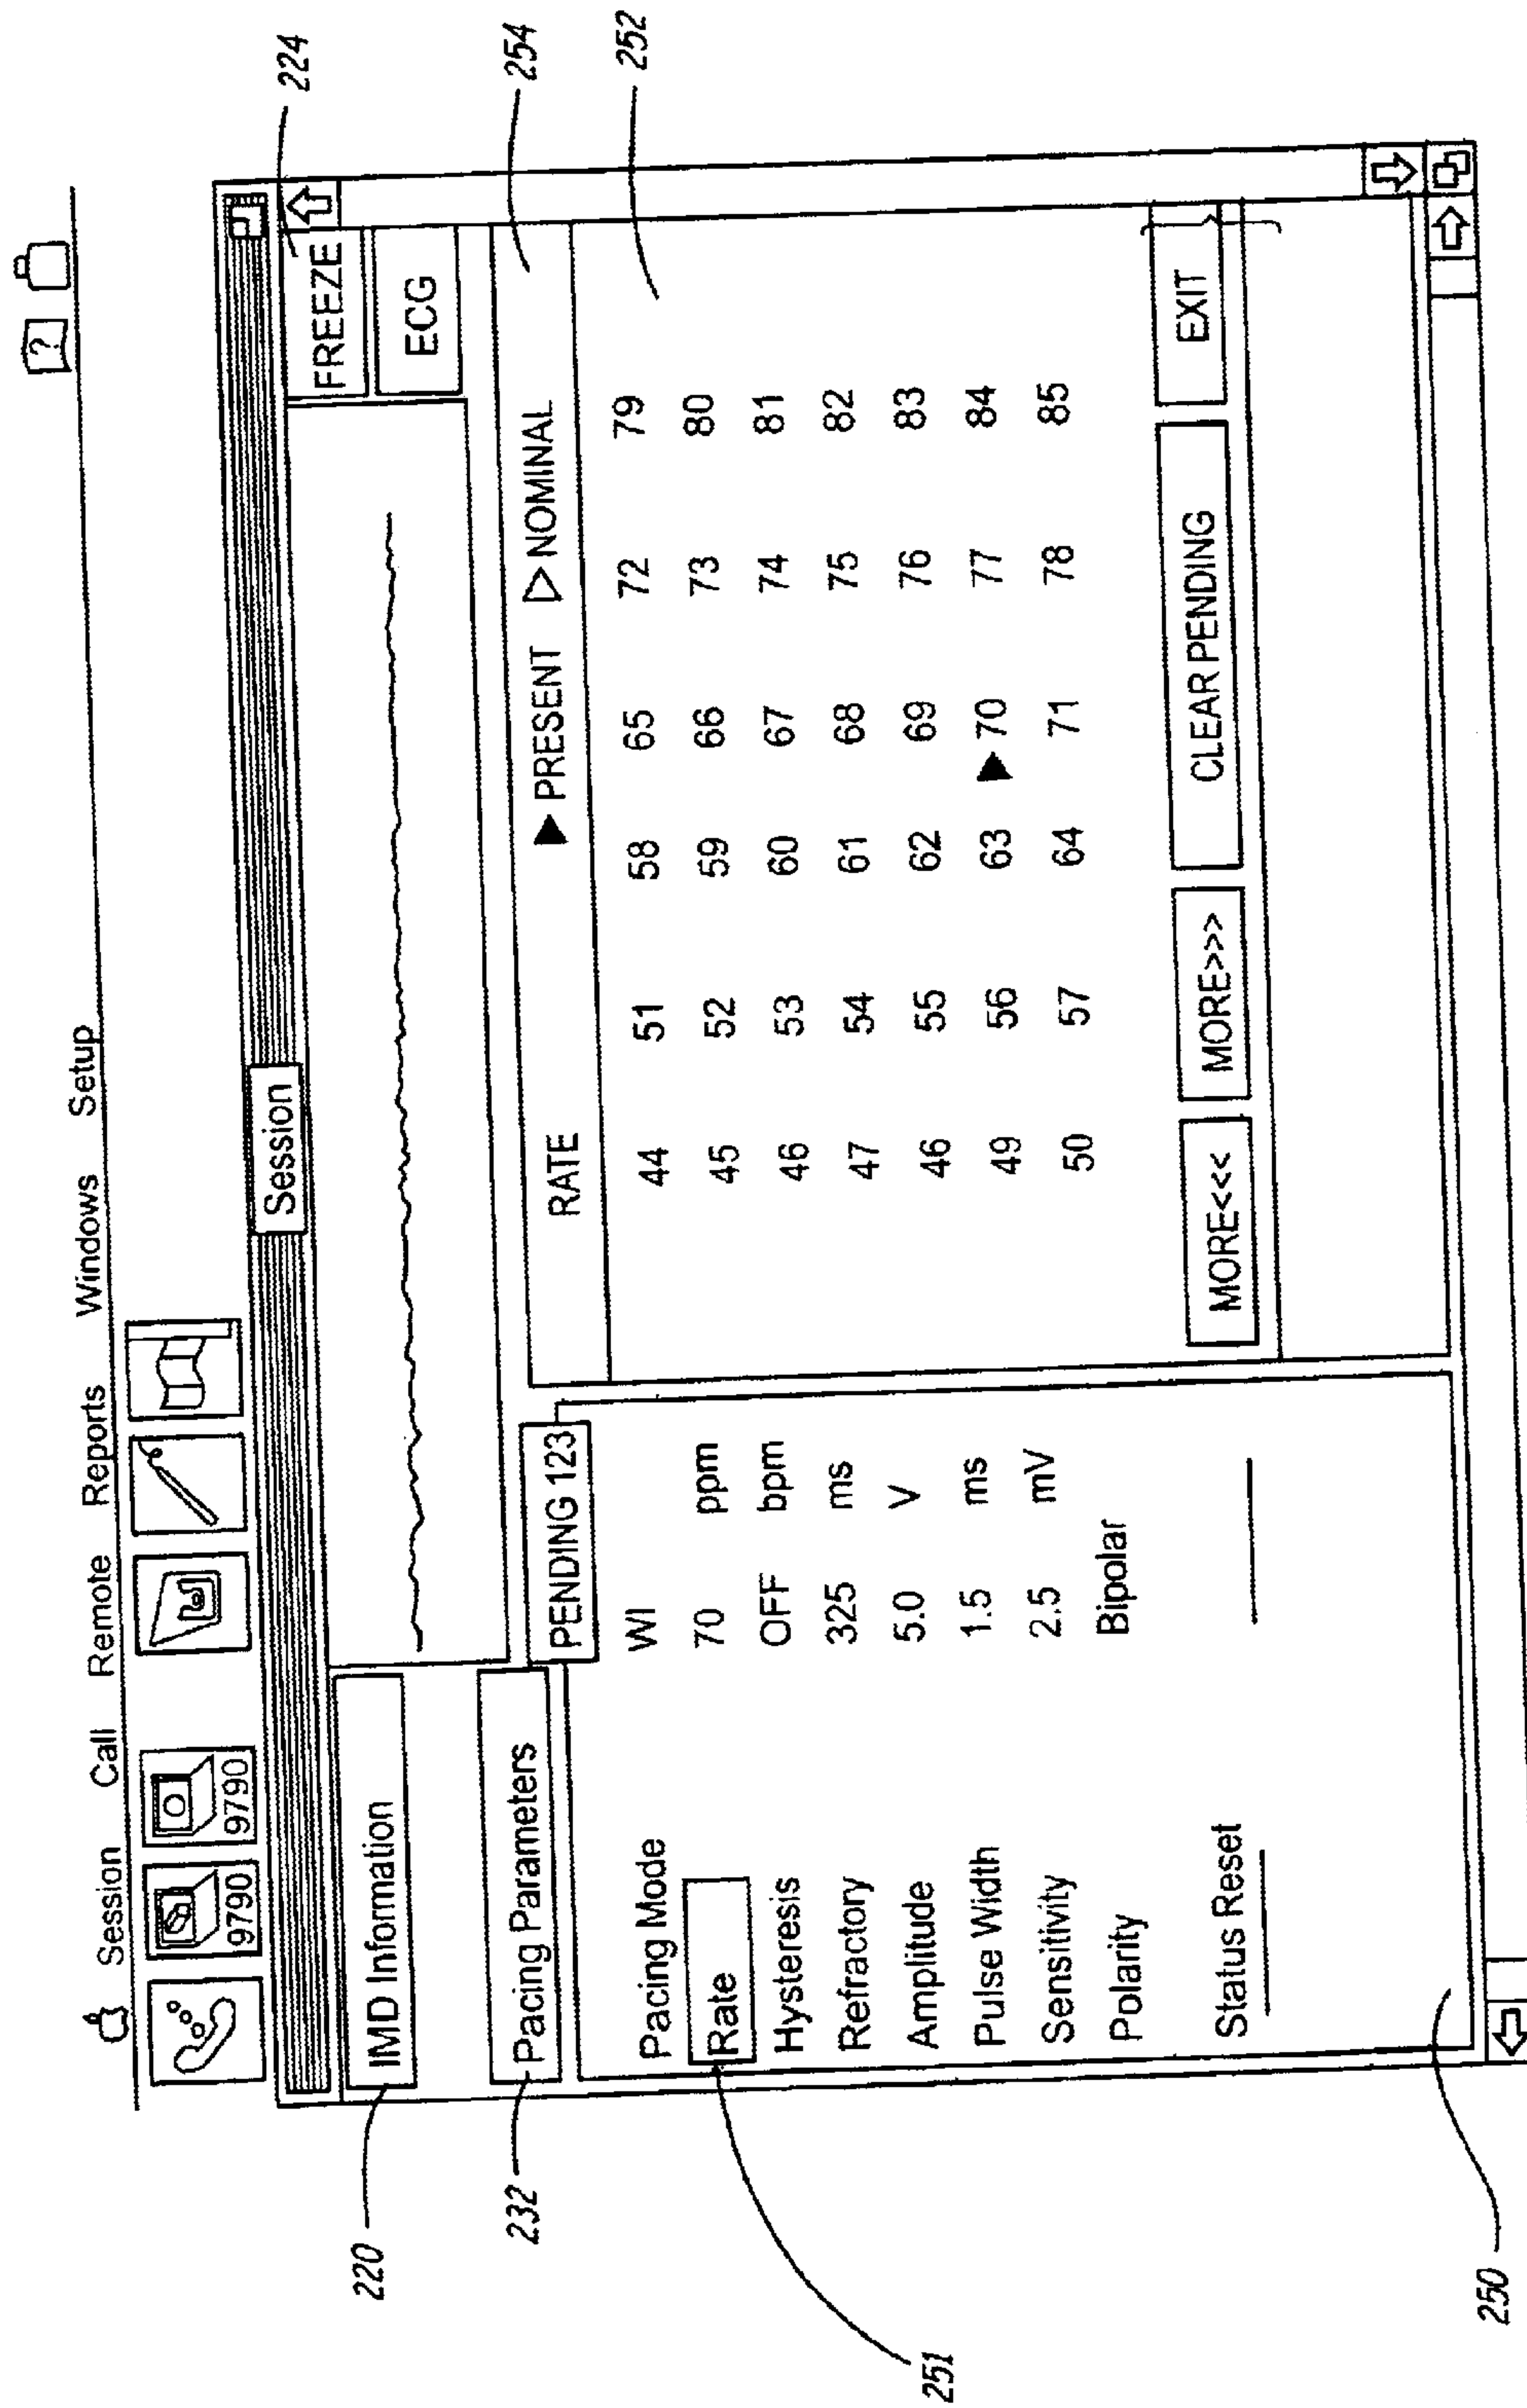 Session Call Remote Reports Windows Setup
?
9790 9790
Session
224
IMD Information
FREEZE
220
ECG
Pacing Parameters
PENDING 123
232
RATE ▶ PRESENT ▷ NOMINAL
254
Pacing Mode WI
44 51 58 65 72 79
252
Rate 70 ppm
45 52 59 66 73 80
251
Hysteresis OFF bpm
46 53 60 67 74 81
Refractory 325 ms
47 54 61 68 75 82
Amplitude 5.0 V
46 55 62 69 76 83
Pulse Width 1.5 ms
49 56 63 ▶ 70 77 84
Sensitivity 2.5 mV
50 57 64 71 78 85
Polarity Bipolar
Status Reset
MORE<<< MORE>>> CLEAR PENDING EXIT
250